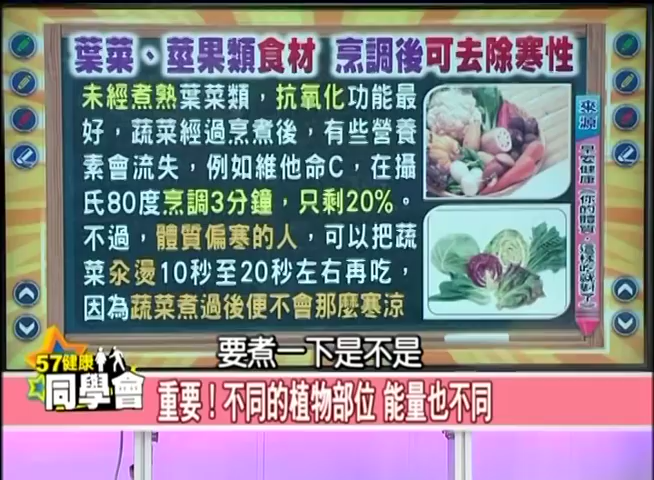 葉菜、莖果類食材 烹調後可去除寒性
未經煮熟葉菜類，抗氧化功能最
好，蔬菜經過烹煮後，有些營養
素會流失，例如維他命C，在攝
氏80度烹調3分鐘，只剩20%。
不過，體質偏寒的人，可以把蔬
菜汆燙10秒至20秒左右再吃，
因為蔬菜煮過後便不會那麼寒涼
來源
早安健康《你的體質，這樣吃就對了》
要煮一下是不是
57健康
同學會
重要！不同的植物部位 能量也不同